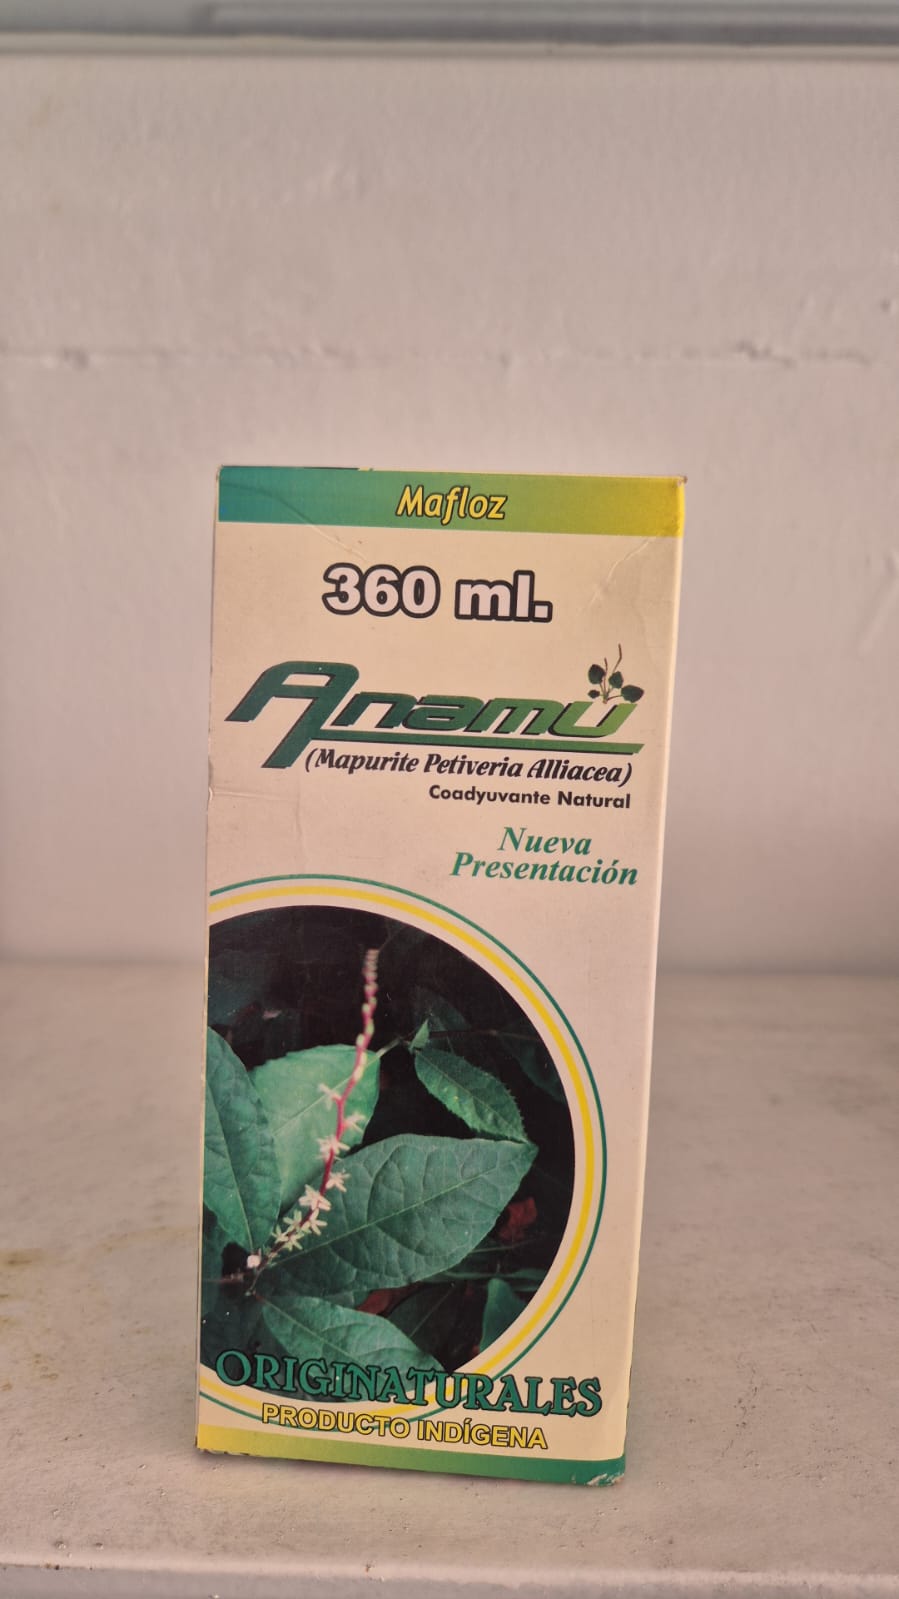 Mafloz
360 ml.
Anamú
(Mapurite Petiveria Alliacea)
Coadyuvante Natural
Nueva
Presentación
ORIGINATURALES
PRODUCTO INDÍGENA